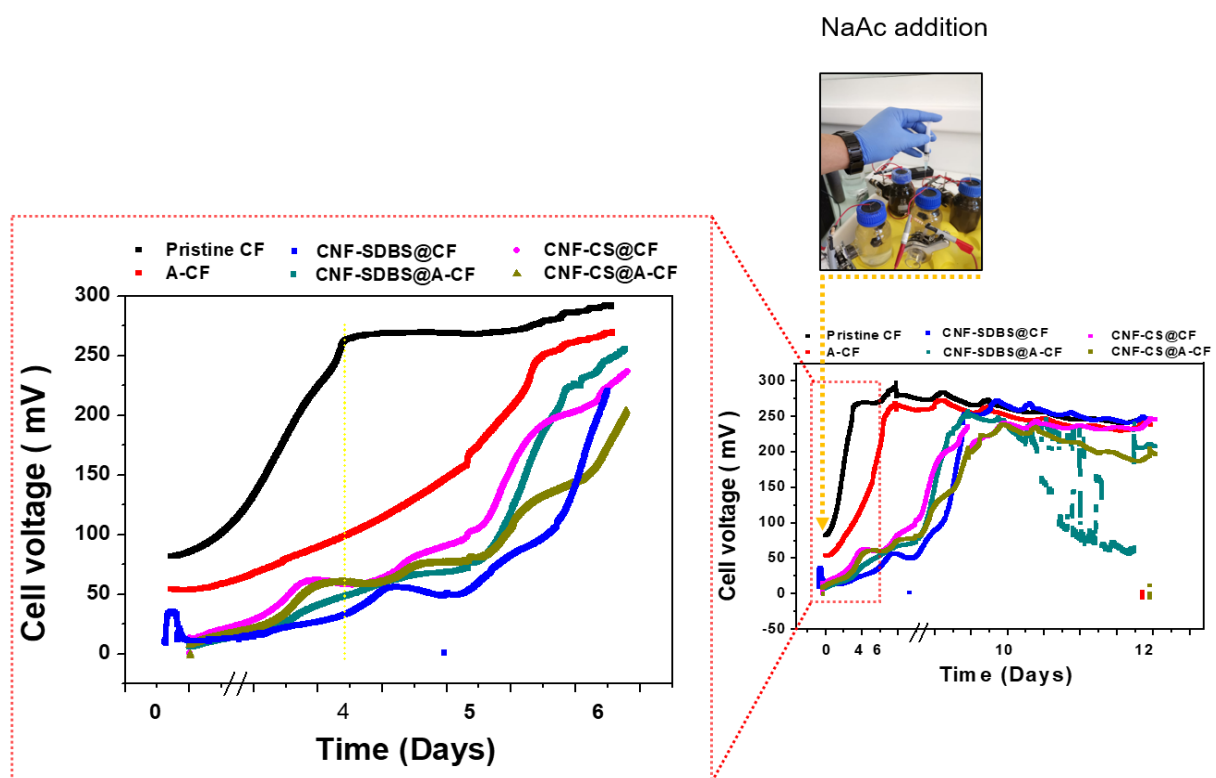 NaAc addition
Pristine CF
A-CF
CNF-SDBS@CF
CNF-SDBS@A-CF
CNF-CS@CF
CNF-CS@A-CF
300
250
200
150
100
50
0
Cell voltage ( mV )
0
4
5
6
Time (Days)
Pristine CF
A-CF
CNF-SDBS@CF
CNF-SDBS@A-CF
CNF-CS@CF
CNF-CS@A-CF
300
250
200
150
100
50
0
-50
Cell voltage ( mV )
0
4
6
10
12
Time (Days)